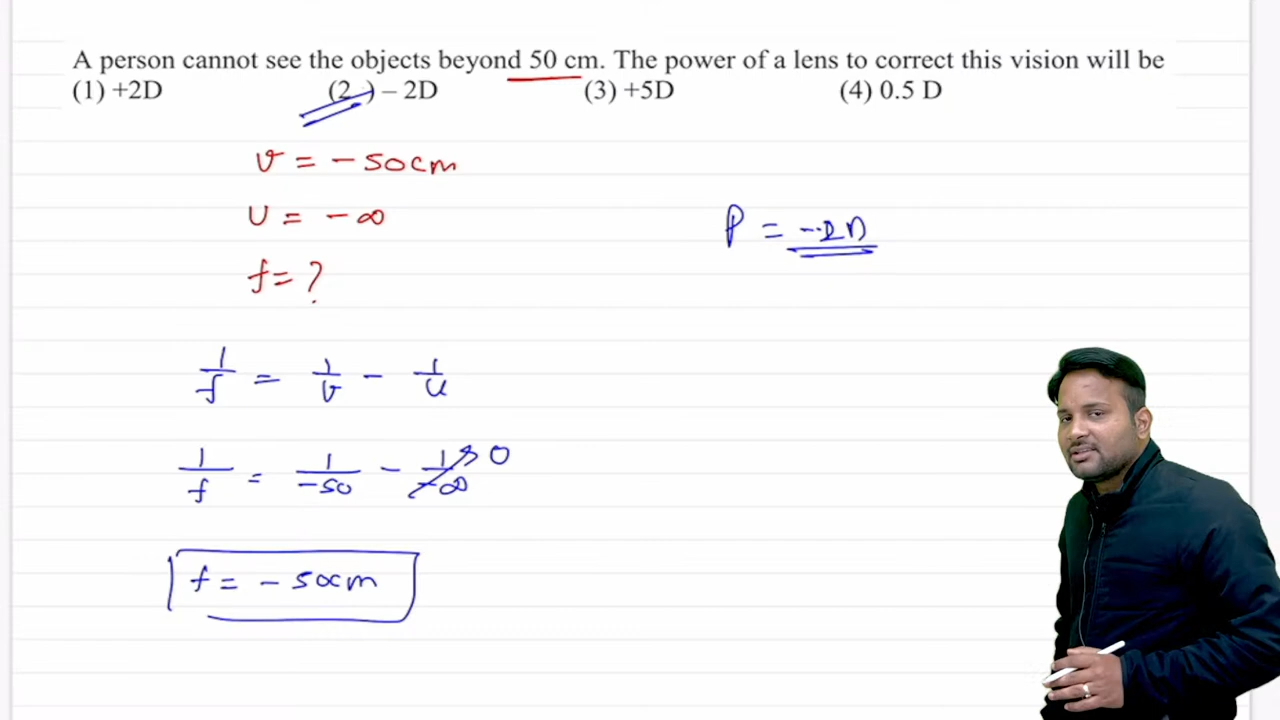 A person cannot see the objects beyond 50 cm. The power of a lens to correct this vision will be
(1) +2D (2 ) – 2D (3) +5D (4) 0.5 D
v = -50cm
u = -∞
P = -2D
f = ?
1/f = 1/v - 1/u
1/f = 1/-50 - 1/-∞ 0
f = -50cm